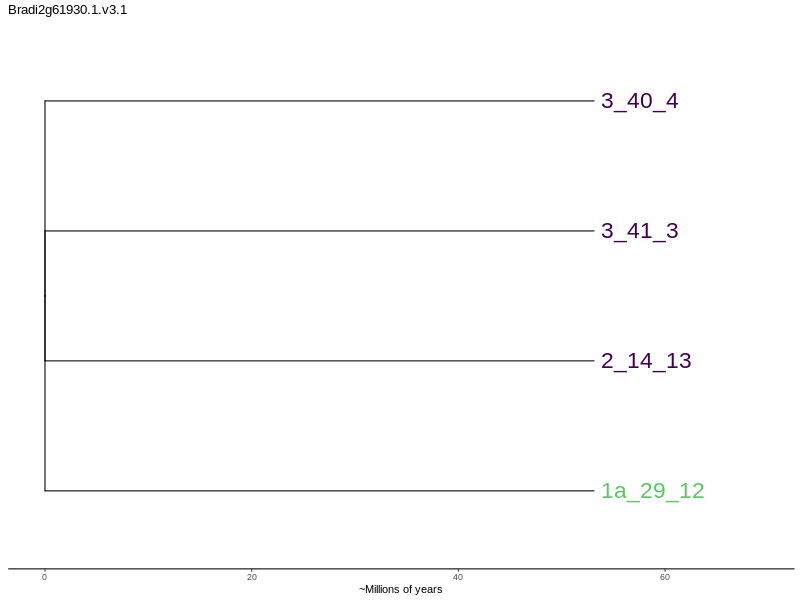 Bradi2g61930.1.v3.1
3_40_4
3_41_3
2_14_13
1a_29_12
0 20 40 60
~Millions of years